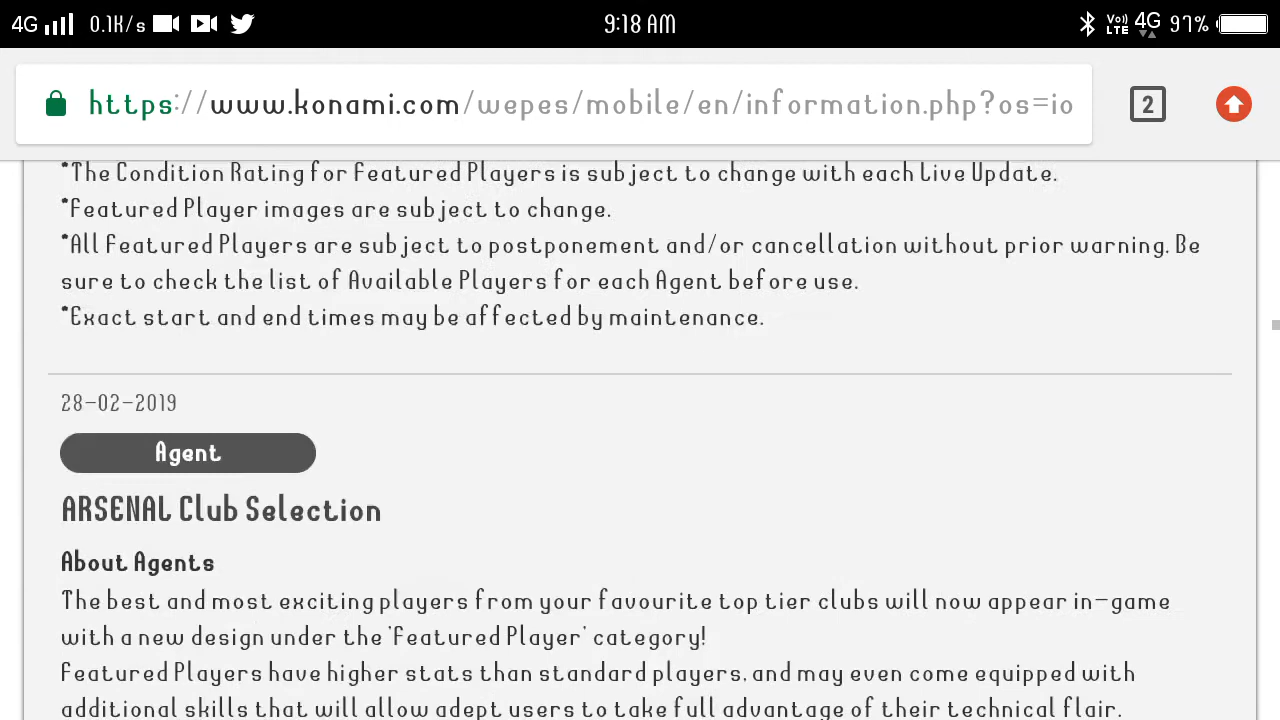 4G 0.1K/s 9:18 AM Vo)) LTE 4G 97%
https://www.konami.com/wepes/mobile/en/information.php?os=io 2
*The Condition Rating for Featured Players is subject to change with each Live Update.
*Featured Player images are subject to change.
*All Featured Players are subject to postponement and/or cancellation without prior warning. Be
sure to check the list of Available Players for each Agent before use.
*Exact start and end times may be affected by maintenance.
28-02-2019
Agent
ARSENAL Club Selection
About Agents
The best and most exciting players from your favourite top tier clubs will now appear in-game
with a new design under the 'Featured Player' category!
Featured Players have higher stats than standard players, and may even come equipped with
additional skills that will allow adept users to take full advantage of their technical flair.